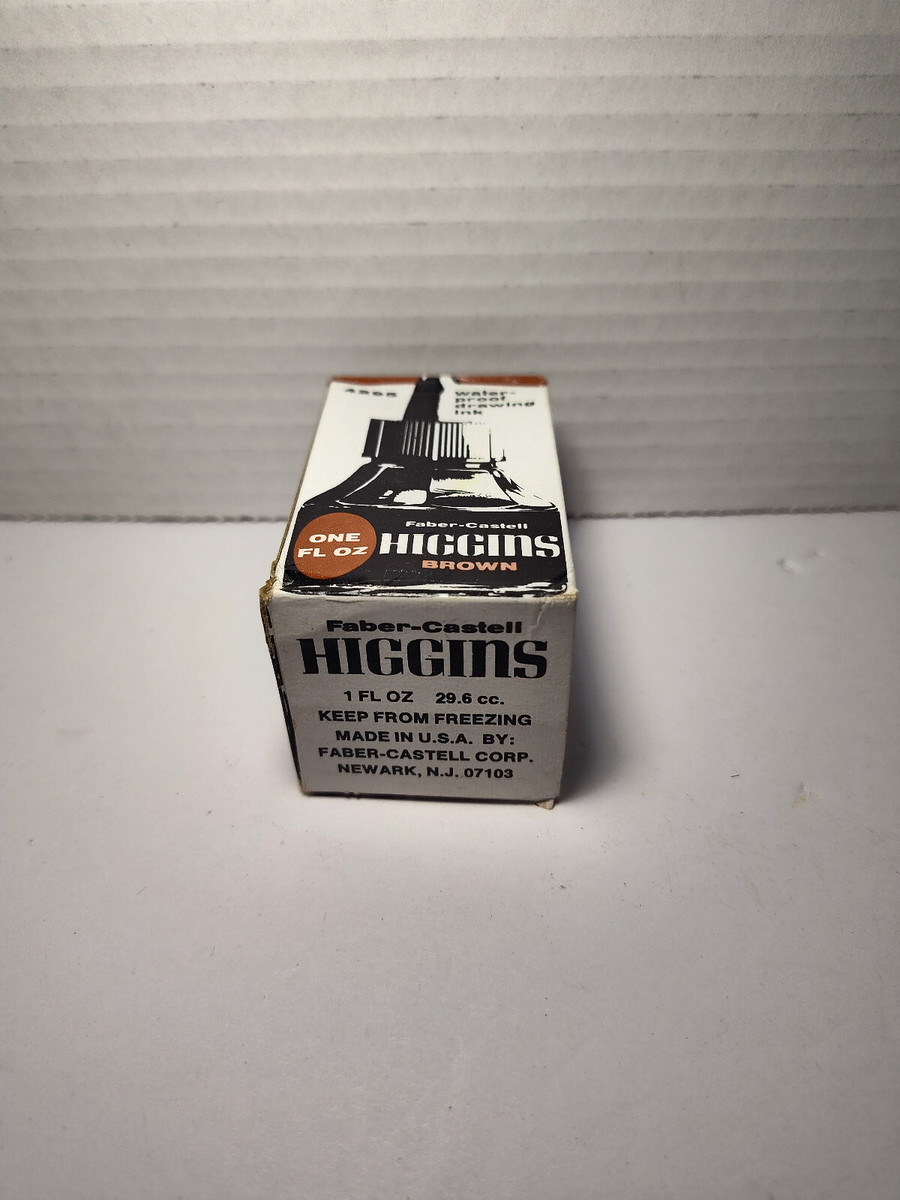 water-
proof
drawing
ink
Faber-Castell
ONE
FL OZ
HIGGINS
BROWN
Faber-Castell
HIGGINS
1 FL OZ 29.6 cc.
KEEP FROM FREEZING
MADE IN U.S.A. BY:
FABER-CASTELL CORP.
NEWARK, N.J. 07103